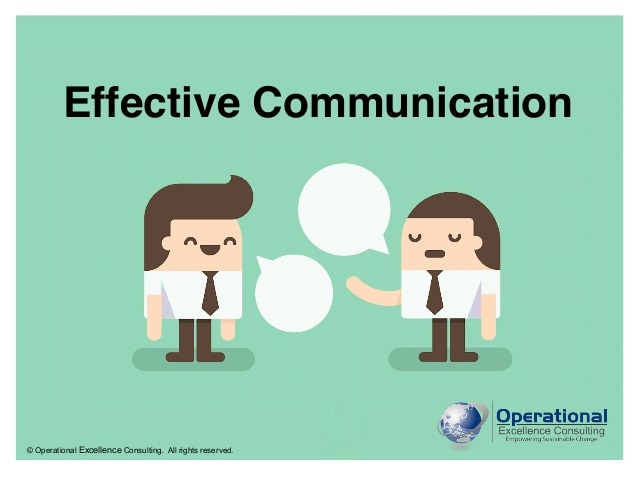 Effective Communication
Operational
Excellence Consulting
Empowering Sustainable Change
© Operational Excellence Consulting. All rights reserved.